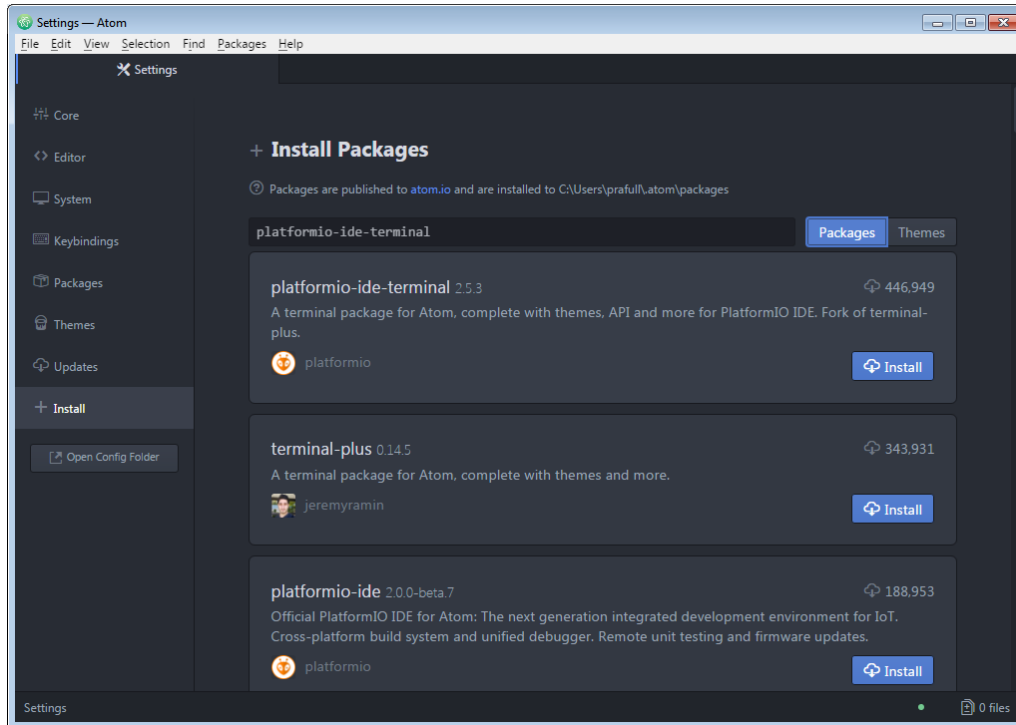 Settings — Atom
File Edit View Selection Find Packages Help
Settings
Core
Editor
System
Keybindings
Packages
Themes
Updates
Install
Open Config Folder
Install Packages
Packages are published to atom.io and are installed to C:\Users\prafull\.atom\packages
platformio-ide-terminal
Packages Themes
platformio-ide-terminal 2.5.3 446,949
A terminal package for Atom, complete with themes, API and more for PlatformIO IDE. Fork of terminal-
plus.
platformio Install
terminal-plus 0.14.5 343,931
A terminal package for Atom, complete with themes and more.
jeremyramin Install
platformio-ide 2.0.0-beta.7 188,953
Official PlatformIO IDE for Atom: The next generation integrated development environment for IoT.
Cross-platform build system and unified debugger. Remote unit testing and firmware updates.
platformio Install
Settings 0 files